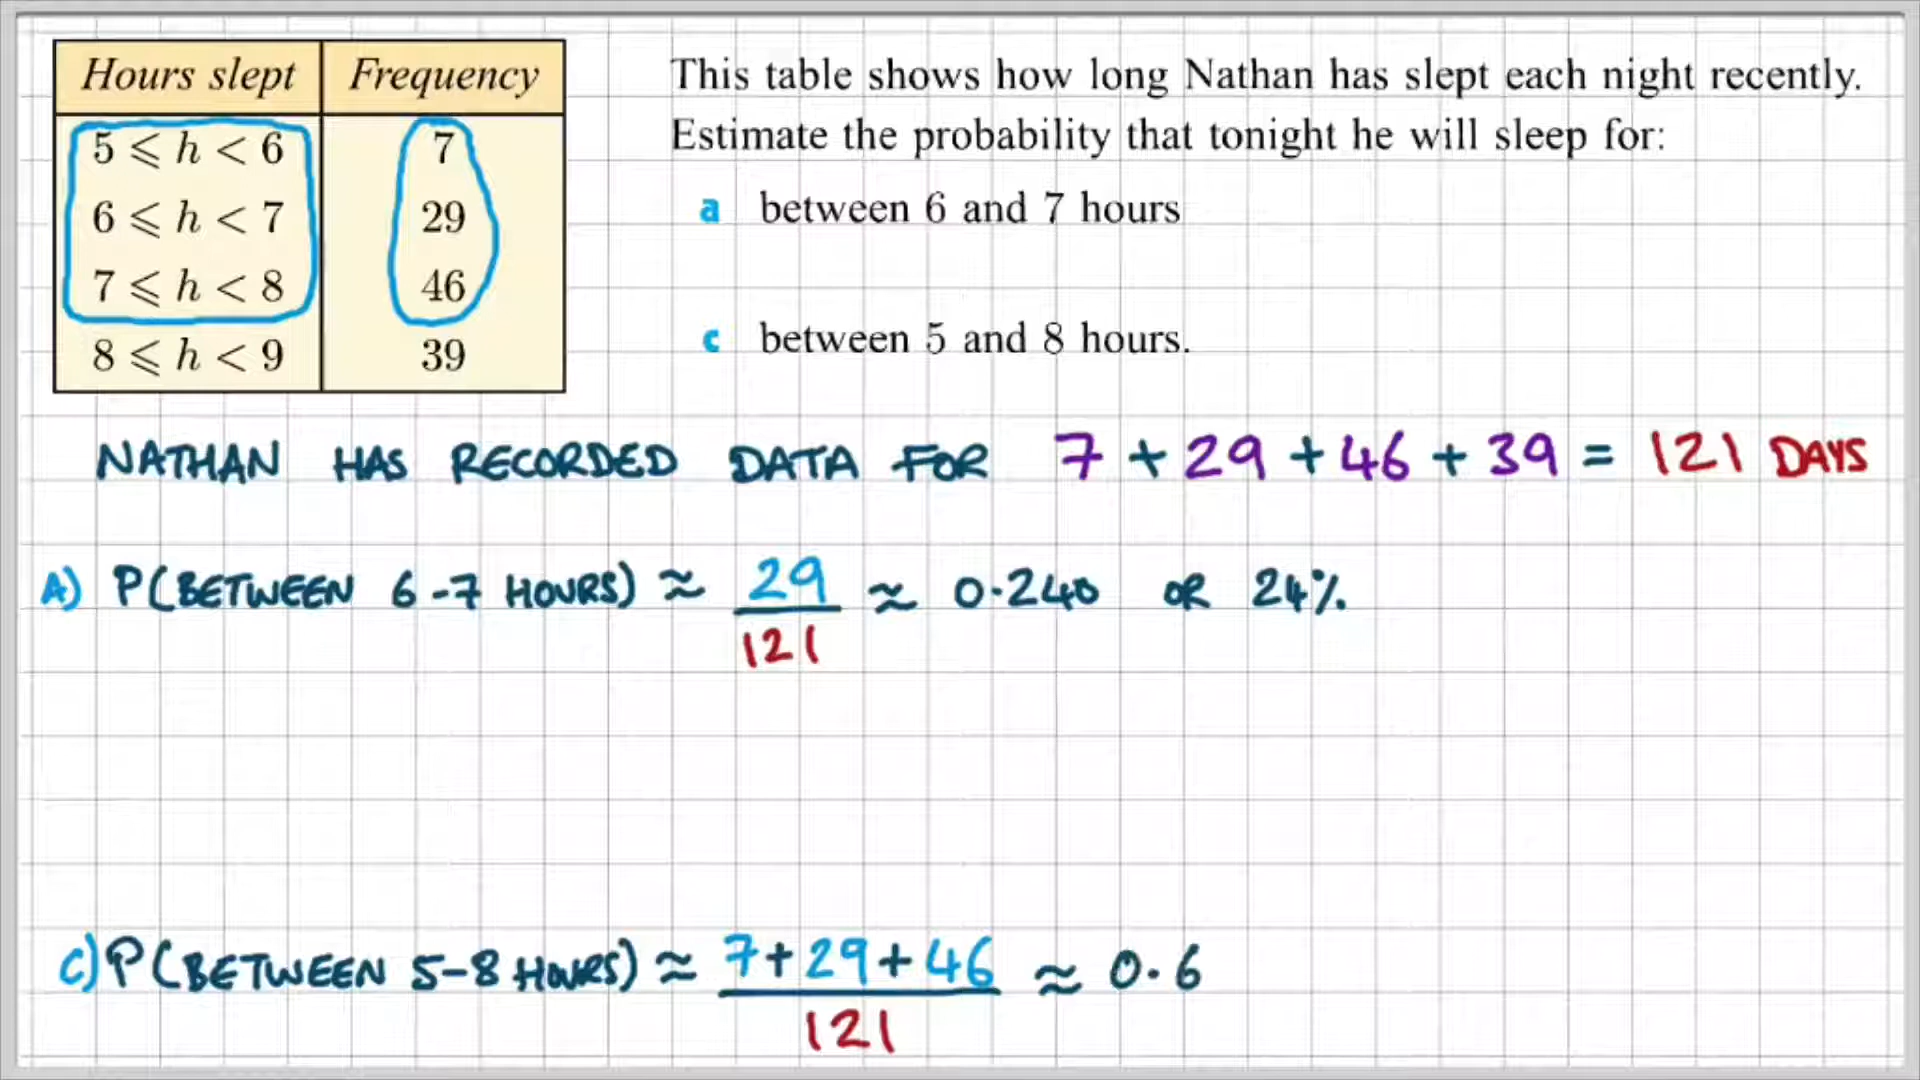 Hours slept Frequency
5 ⩽ h < 6 7
6 ⩽ h < 7 29
7 ⩽ h < 8 46
8 ⩽ h < 9 39
This table shows how long Nathan has slept each night recently.
Estimate the probability that tonight he will sleep for:
a between 6 and 7 hours
c between 5 and 8 hours.
NATHAN HAS RECORDED DATA FOR 7 + 29 + 46 + 39 = 121 DAYS
A) P(BETWEEN 6-7 HOURS) ≈ 29/121 ≈ 0.240 OR 24%
C) P(BETWEEN 5-8 HOURS) ≈ 7+29+46/121 ≈ 0.6